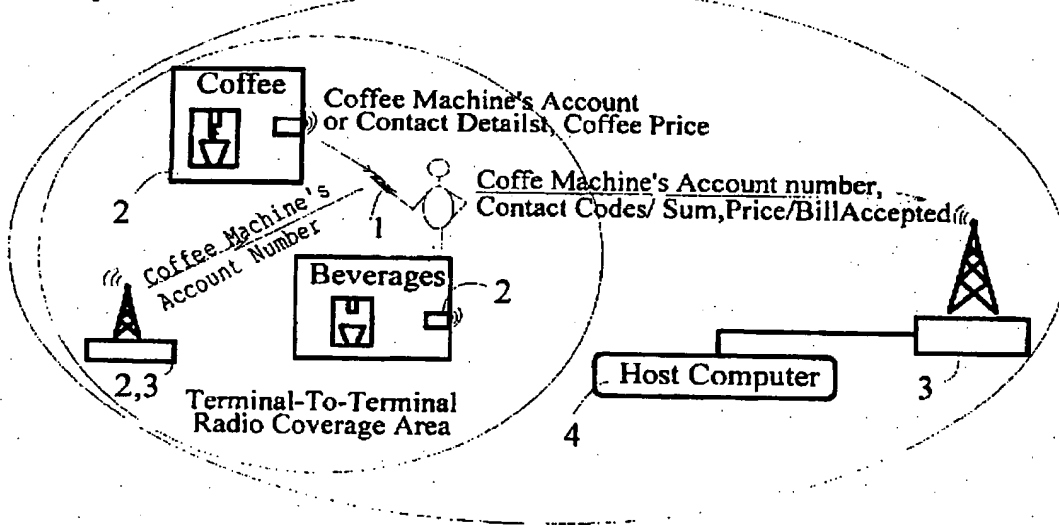 Coffee
Coffee Machine's Account
or Contact Detailst, Coffee Price
2
1
Coffe Machine's Account number,
Contact Codes/ Sum,Price/BillAccepted
Coffee Machine's
Account Number
Beverages
2
2,3
Terminal-To-Terminal
Radio Coverage Area
Host Computer
3
4